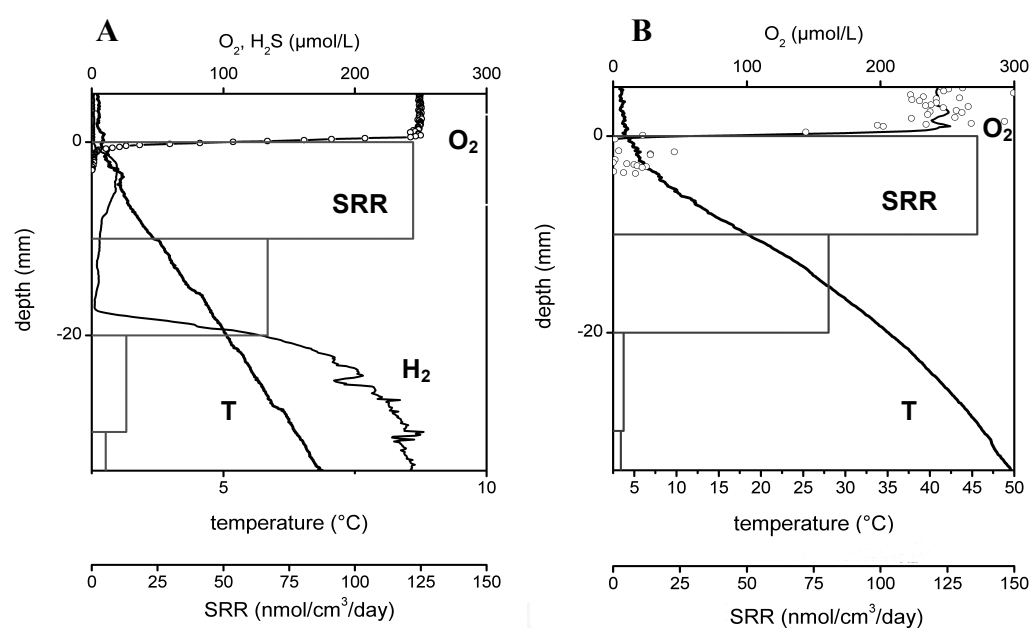 A
O₂, H₂S (μmol/L)
0 100 200 300
0
-20
depth (mm)
O₂
SRR
H₂
T
5 10
temperature (°C)
0 25 50 75 100 125 150
SRR (nmol/cm³/day)
B
O₂ (μmol/L)
0 100 200 300
0
-20
depth (mm)
O₂
SRR
T
5 10 15 20 25 30 35 40 45 50
temperature (°C)
0 25 50 75 100 125 150
SRR (nmol/cm³/day)